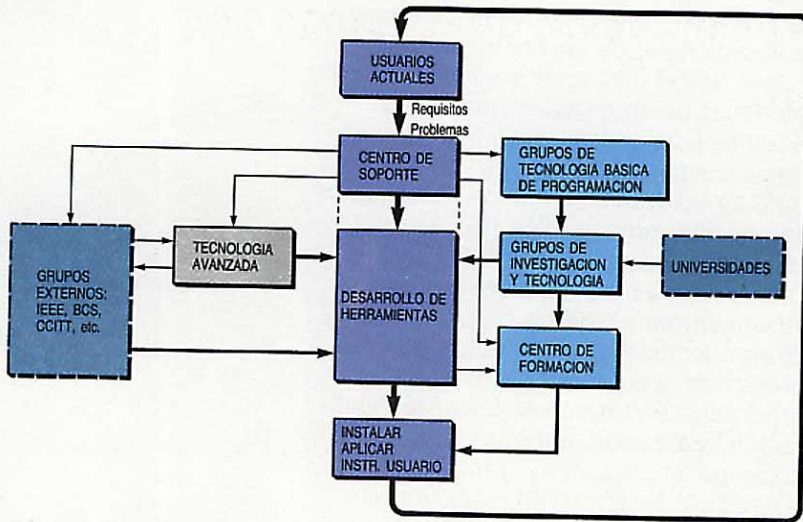 USUARIOS
ACTUALES
Requisitos
Problemas
CENTRO DE
SOPORTE
GRUPOS DE
TECNOLOGIA BASICA
DE PROGRAMACION
GRUPOS
EXTERNOS:
IEEE, BCS,
CCITT, etc.
TECNOLOGIA
AVANZADA
DESARROLLO DE
HERRAMIENTAS
GRUPOS DE
INVESTIGACION
Y TECNOLOGIA
UNIVERSIDADES
CENTRO DE
FORMACION
INSTALAR
APLICAR
INSTR. USUARIO